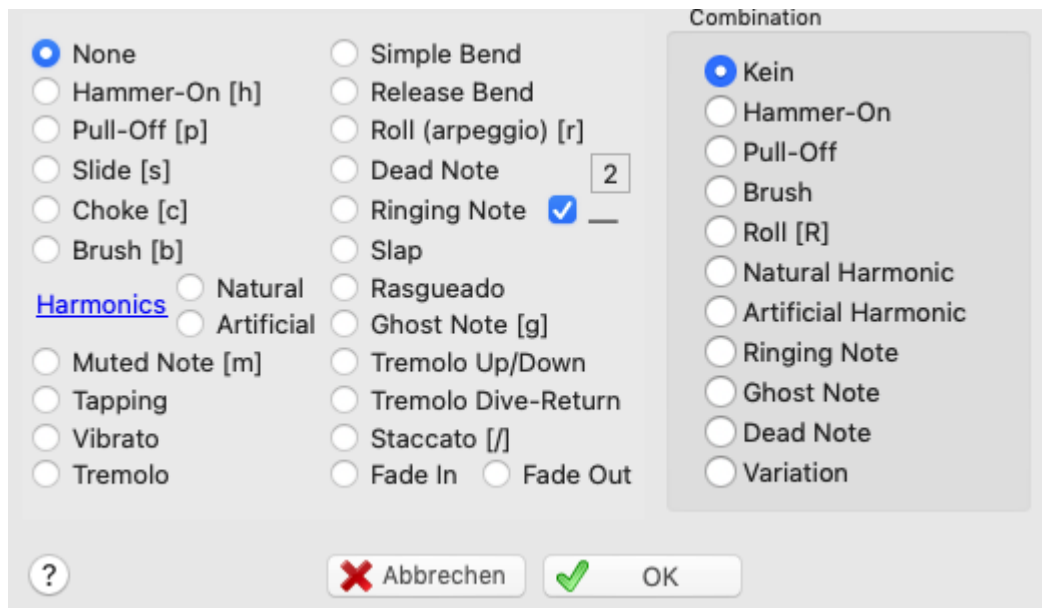 Combination
None
Hammer-On [h]
Pull-Off [p]
Slide [s]
Choke [c]
Brush [b]
Harmonics
Natural
Artificial
Muted Note [m]
Tapping
Vibrato
Tremolo
Simple Bend
Release Bend
Roll (arpeggio) [r]
Dead Note
2
Ringing Note
Slap
Rasgueado
Ghost Note [g]
Tremolo Up/Down
Tremolo Dive-Return
Staccato [/]
Fade In
Fade Out
Kein
Hammer-On
Pull-Off
Brush
Roll [R]
Natural Harmonic
Artificial Harmonic
Ringing Note
Ghost Note
Dead Note
Variation
?
Abbrechen
OK